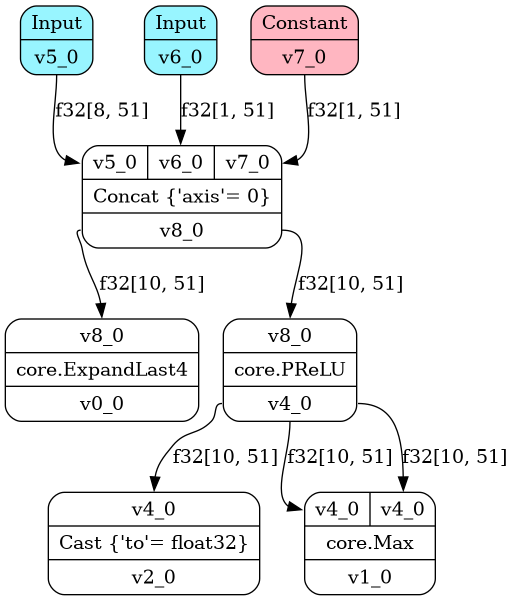 Input
v5_0
Input
v6_0
Constant
v7_0
f32[8, 51]
f32[1, 51]
f32[1, 51]
v5_0 v6_0 v7_0
Concat {'axis'= 0}
v8_0
f32[10, 51]
f32[10, 51]
v8_0
core.ExpandLast4
v0_0
v8_0
core.PReLU
v4_0
f32[10, 51]
f32[10, 51]
f32[10, 51]
v4_0
Cast {'to'= float32}
v2_0
v4_0 v4_0
core.Max
v1_0